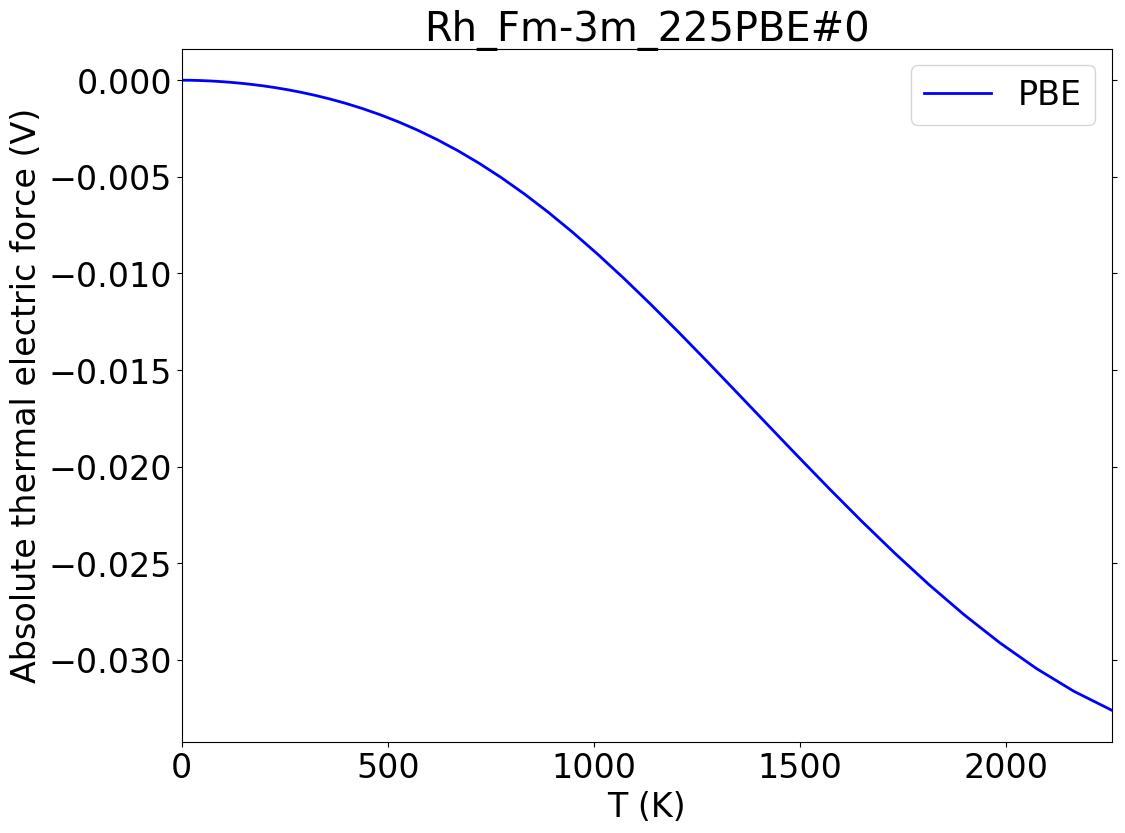 Rh_Fm-3m_225PBE#0
PBE
Absolute thermal electric force (V)
0.000
−0.005
−0.010
−0.015
−0.020
−0.025
−0.030
0 500 1000 1500 2000
T (K)